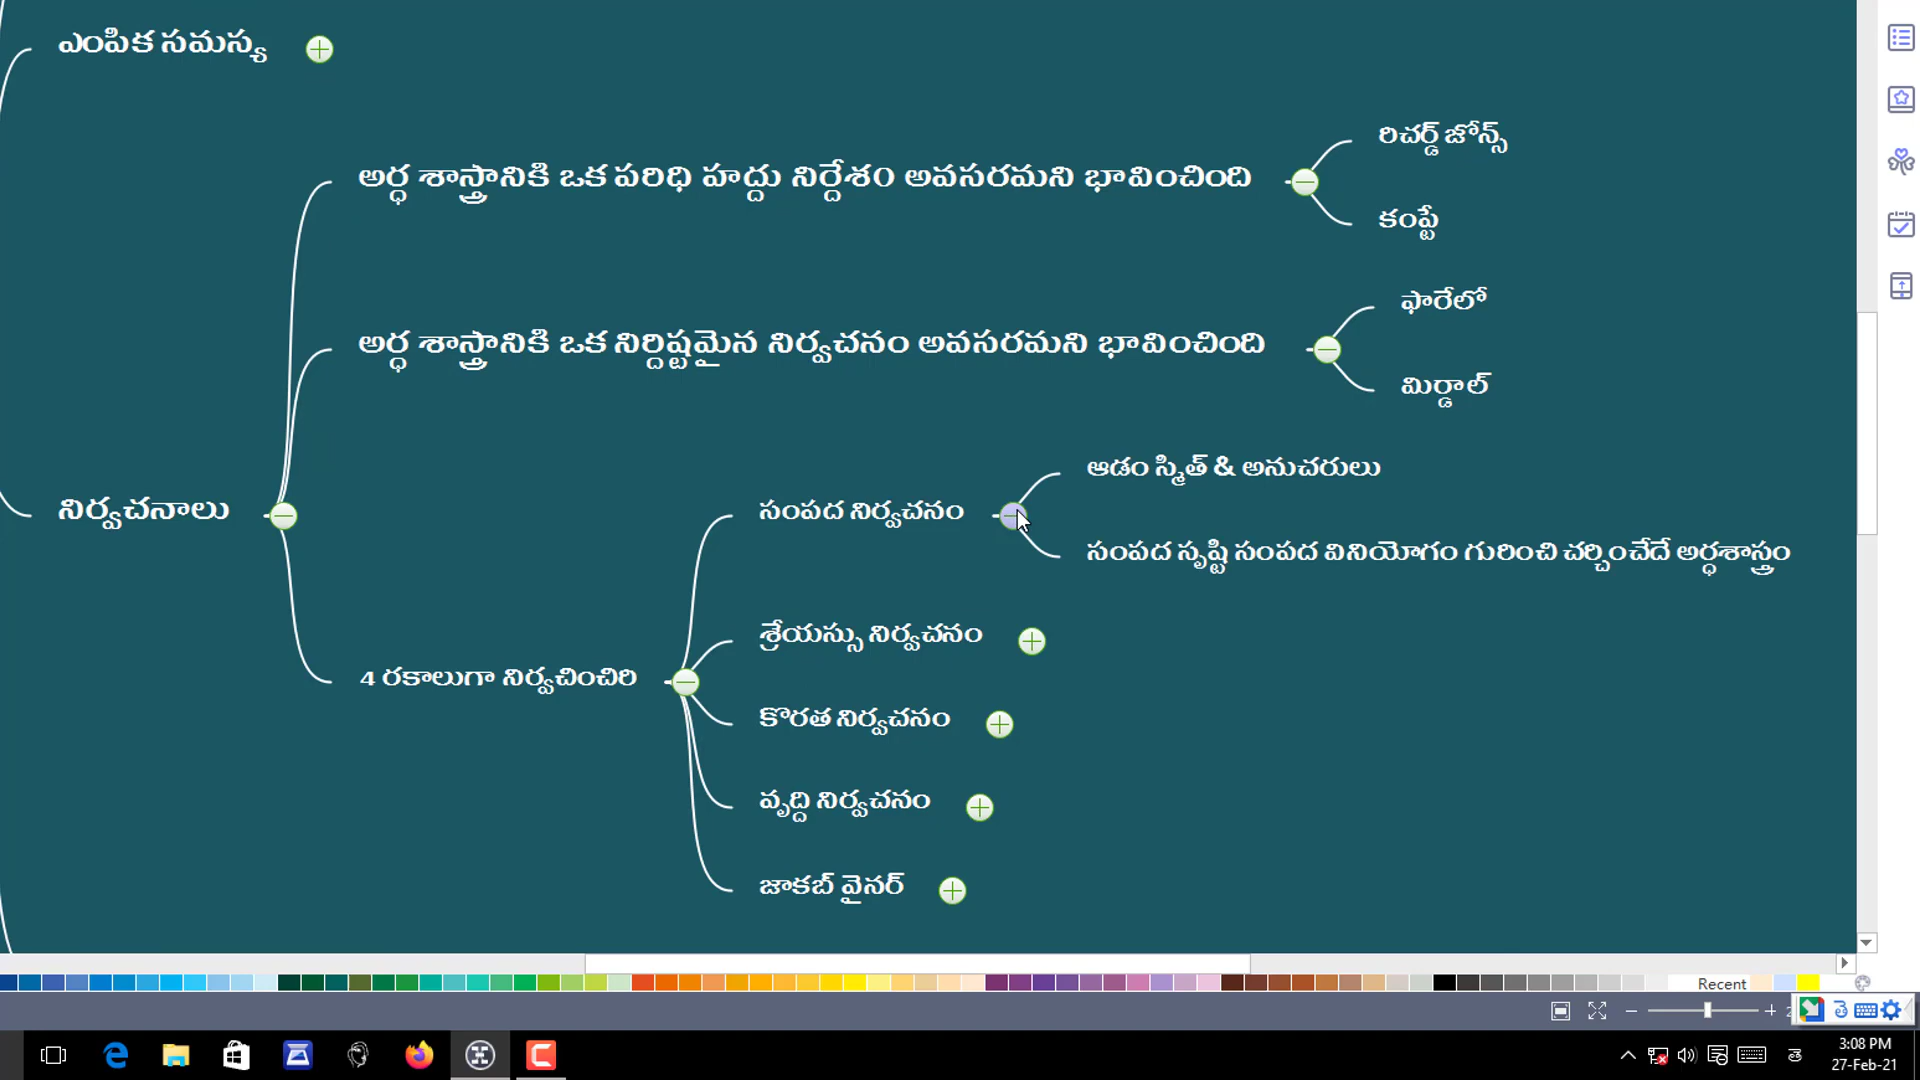 ఎంపిక సమస్య
అర్ధ శాస్త్రానికి ఒక పరిధి హద్దు నిర్దేశం అవసరమని భావించింది
రిచర్డ్ జోన్స్
కంప్టే
అర్ధ శాస్త్రానికి ఒక నిర్దిష్టమైన నిర్వచనం అవసరమని భావించింది
ఫారేలో
మిర్డాల్
నిర్వచనాలు
4 రకాలుగా నిర్వచించిరి
సంపద నిర్వచనం
ఆడం స్మిత్ & అనుచరులు
సంపద సృష్టి సంపద వినియోగం గురించి చర్చించేదే అర్ధశాస్త్రం
శ్రేయస్సు నిర్వచనం
కొరత నిర్వచనం
వృద్ది నిర్వచనం
జాకబ్ వైనర్
Recent
తె
3:08 PM
27-Feb-21